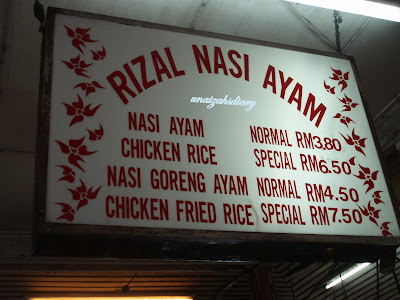 RIZAL NASI AYAM
unaizahsdiary
NASI AYAM NORMAL RM3.80
CHICKEN RICE SPECIAL RM6.50
NASI GORENG AYAM NORMAL RM4.50
CHICKEN FRIED RICE SPECIAL RM7.50